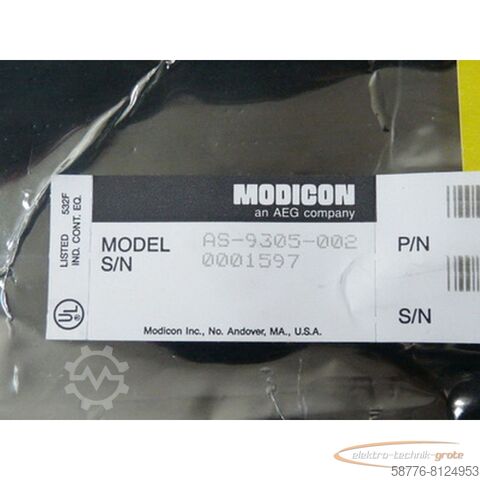 MODICON
an AEG company
LISTED 532F
IND. CONT. EQ.
UL
MODEL AS-9305-002
S/N 0001597
P/N
S/N
Modicon Inc., No. Andover, MA., U.S.A.
elektro-technik-grote
58776-8124953